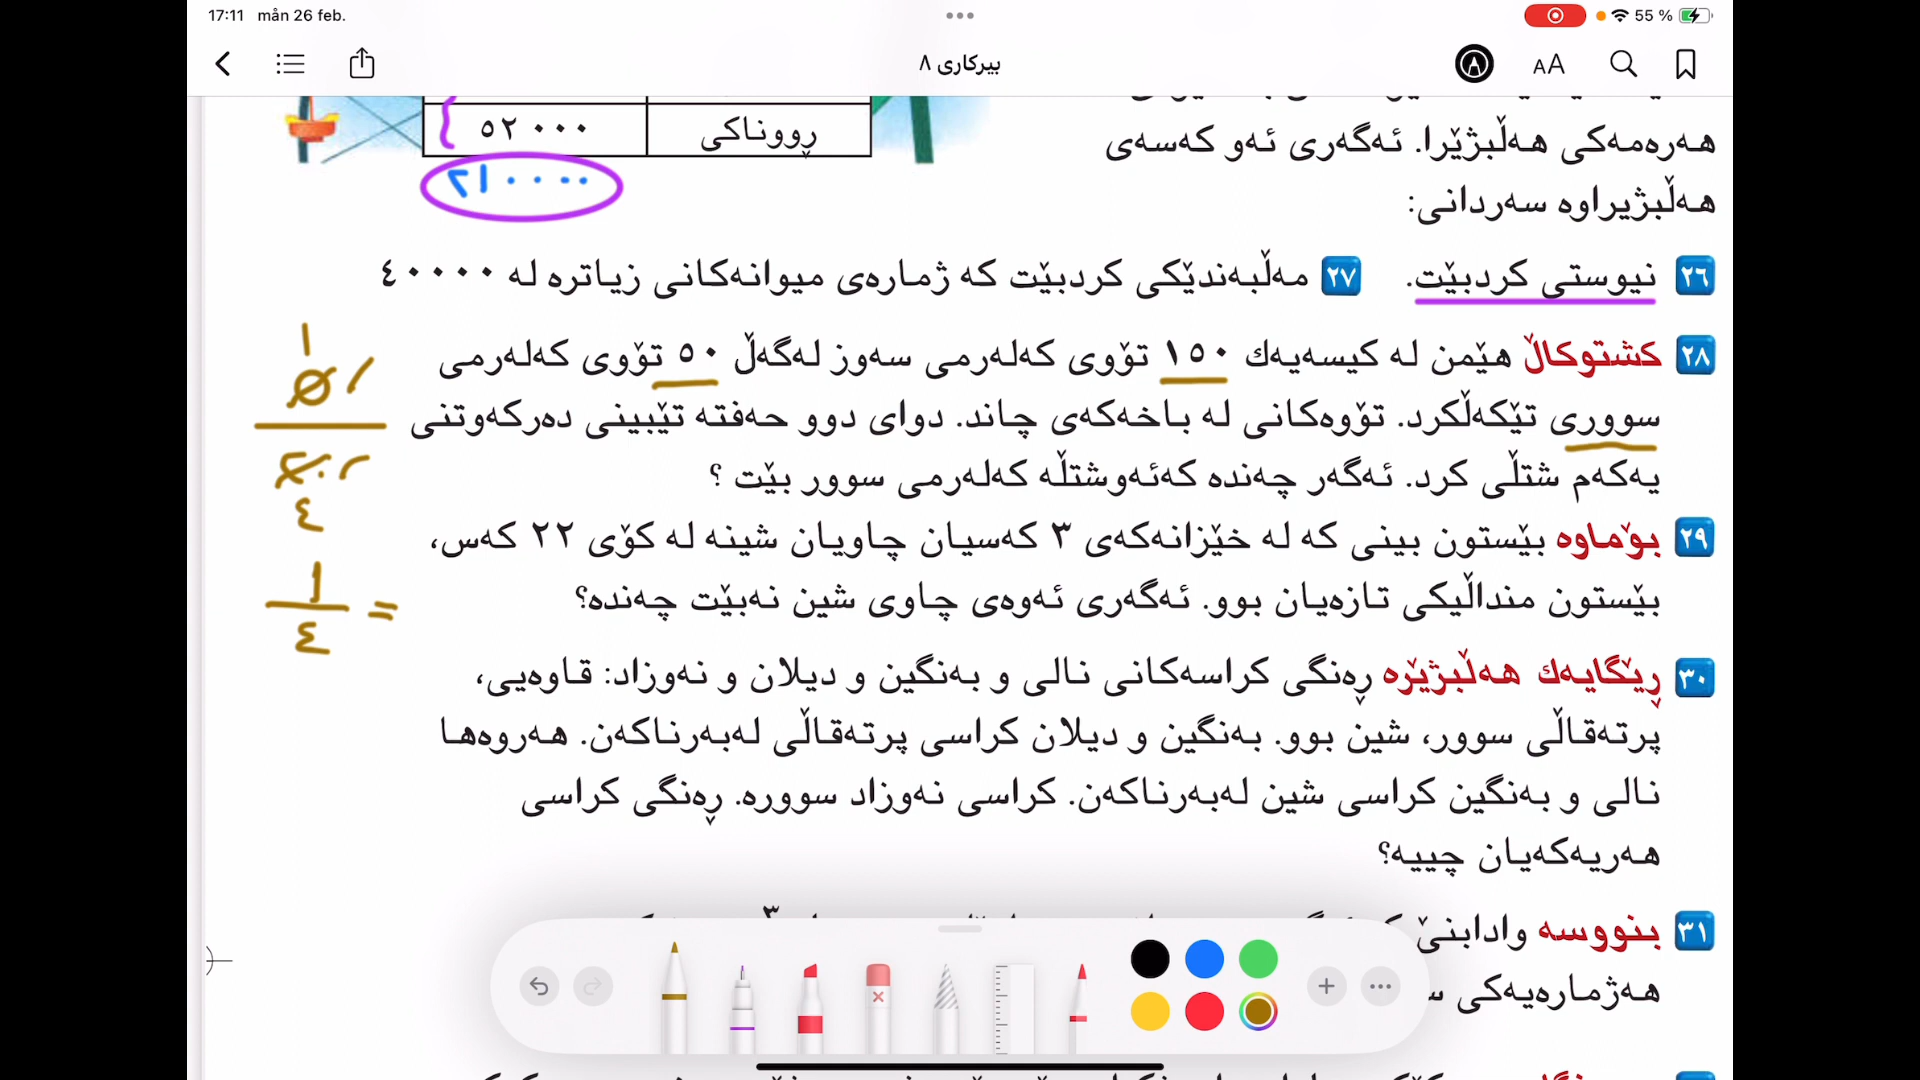 17:11 mån 26 feb.
55 %
بیرکاری ٨
AA
هەرەمەکی هەڵبژێرا. ئەگەری ئەو کەسەی
ڕووناکی ٥٢ ٠٠٠
٢١٠٠٠٠
هەڵبژیراوە سەردانی:
٢٦ نیوستی کردبێت. ٢٧ مەڵبەندێکی کردبێت کە ژمارەی میوانەکانی زیاترە لە ٤٠٠٠٠
٢٨ کشتوکاڵ هێمن لە کیسەیەك ١٥٠ تۆوی کەلەرمی سەوز لەگەڵ ٥٠ تۆوی کەلەرمی
سووری تێکەڵکرد. تۆوەکانی لە باخەکەی چاند. دوای دوو حەفتە تێبینی دەرکەوتنی
یەکەم شتڵی کرد. ئەگەر چەندە کەئەوشتڵە کەلەرمی سوور بێت ؟
١
٤
١
٤ =
٢٩ بۆماوە بێستون بینی کە لە خێزانەکەی ٣ کەسیان چاویان شینە لە کۆی ٢٢ کەس،
بێستون منداڵیکی تازەیان بوو. ئەگەری ئەوەی چاوی شین نەبێت چەندە؟
٣٠ ڕێگایەك هەڵبژێرە ڕەنگی کراسەکانی نالی و بەنگین و دیلان و نەوزاد: قاوەیی،
پرتەقاڵی سوور، شین بوو. بەنگین و دیلان کراسی پرتەقاڵی لەبەرناکەن. هەروەها
نالی و بەنگین کراسی شین لەبەرناکەن. کراسی نەوزاد سوورە. ڕەنگی کراسی
هەریەکەیان چییە؟
٣١ بنووسە وادابنێ
هەژمارەیەکی